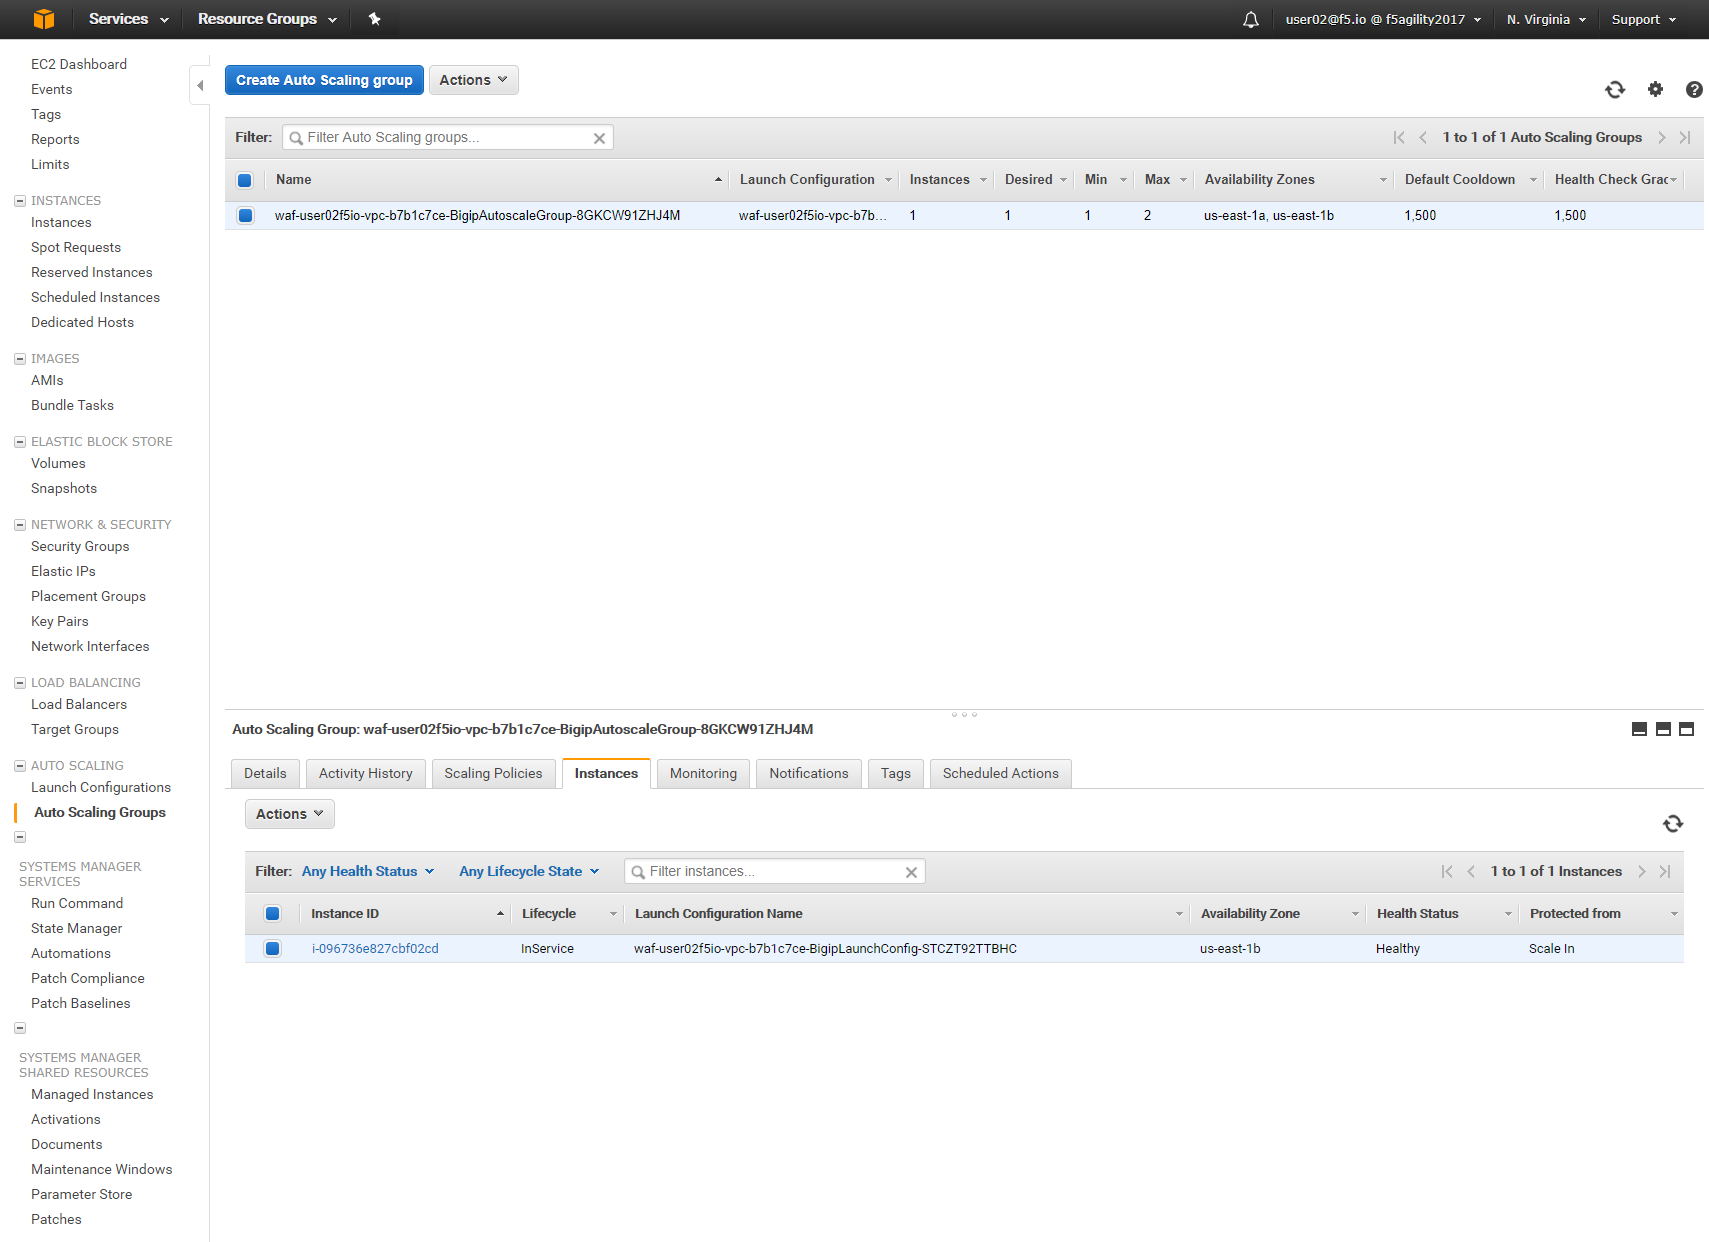 Services Resource Groups user02@f5.io @ f5agility2017 N. Virginia Support
EC2 Dashboard
Events
Tags
Reports
Limits
INSTANCES
Instances
Spot Requests
Reserved Instances
Scheduled Instances
Dedicated Hosts
IMAGES
AMIs
Bundle Tasks
ELASTIC BLOCK STORE
Volumes
Snapshots
NETWORK & SECURITY
Security Groups
Elastic IPs
Placement Groups
Key Pairs
Network Interfaces
LOAD BALANCING
Load Balancers
Target Groups
AUTO SCALING
Launch Configurations
Auto Scaling Groups
SYSTEMS MANAGER
SERVICES
Run Command
State Manager
Automations
Patch Compliance
Patch Baselines
SYSTEMS MANAGER
SHARED RESOURCES
Managed Instances
Activations
Documents
Maintenance Windows
Parameter Store
Patches
Create Auto Scaling group Actions
Filter: Filter Auto Scaling groups... 1 to 1 of 1 Auto Scaling Groups
Name Launch Configuration Instances Desired Min Max Availability Zones Default Cooldown Health Check Grac
waf-user02f5io-vpc-b7b1c7ce-BigipAutoscaleGroup-8GKCW91ZHJ4M waf-user02f5io-vpc-b7b... 1 1 1 2 us-east-1a, us-east-1b 1,500 1,500
Auto Scaling Group: waf-user02f5io-vpc-b7b1c7ce-BigipAutoscaleGroup-8GKCW91ZHJ4M
Details Activity History Scaling Policies Instances Monitoring Notifications Tags Scheduled Actions
Actions
Filter: Any Health Status Any Lifecycle State Filter instances... 1 to 1 of 1 Instances
Instance ID Lifecycle Launch Configuration Name Availability Zone Health Status Protected from
i-096736e827cbf02cd InService waf-user02f5io-vpc-b7b1c7ce-BigipLaunchConfig-STCZT92TTBHC us-east-1b Healthy Scale In